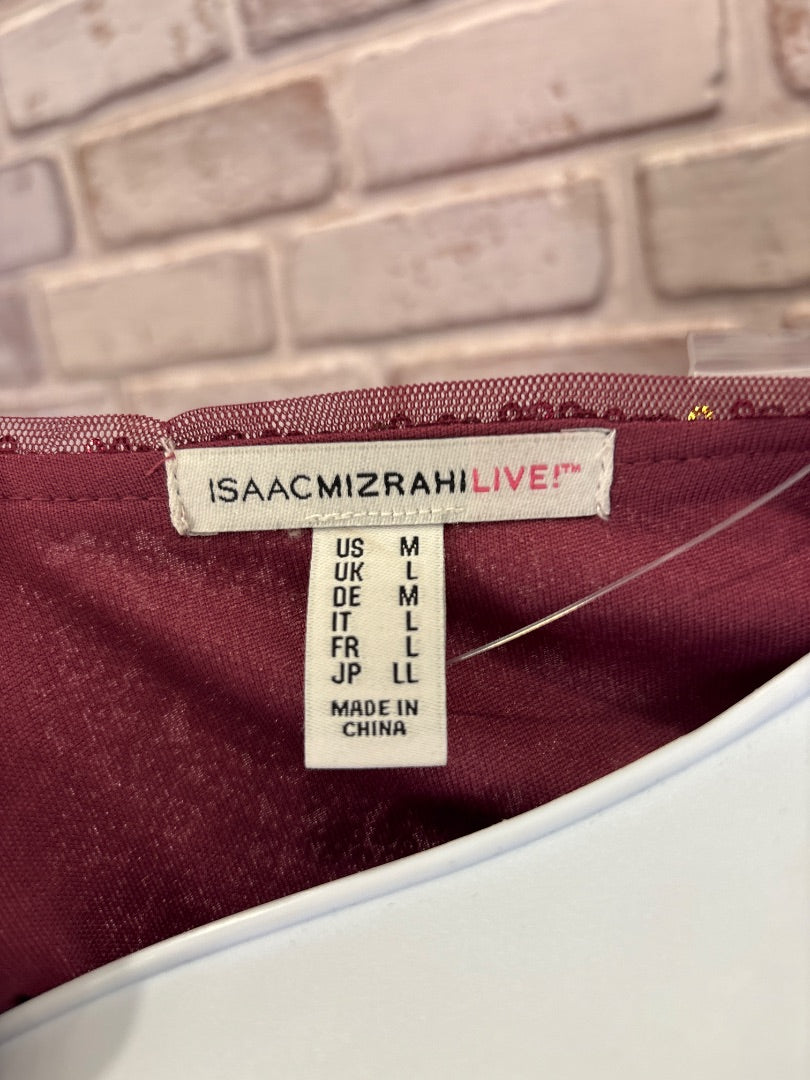 ISAACMIZRAHILIVE!™
US M
UK L
DE M
IT L
FR L
JP LL
MADE IN
CHINA